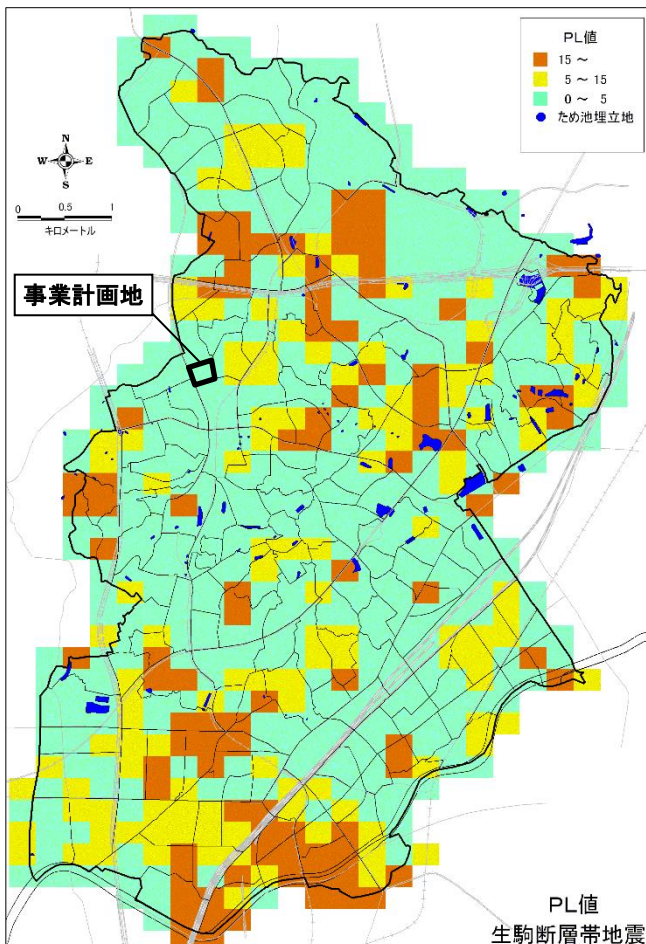 PL値
15 ～
5 ～ 15
0 ～ 5
ため池埋立地
N
W E
S
0 0.5 1
キロメートル
事業計画地
PL値
生駒断層帯地震